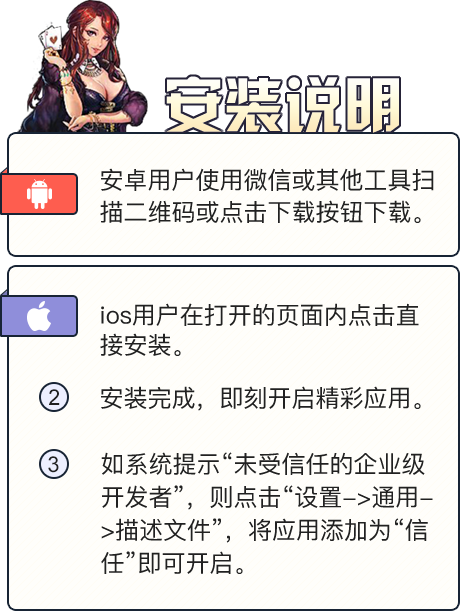 安装说明
安卓用户使用微信或其他工具扫
描二维码或点击下载按钮下载。
ios用户在打开的页面内点击直
接安装。
② 安装完成，即刻开启精彩应用。
③ 如系统提示“未受信任的企业级
开发者”，则点击“设置->通用-
>描述文件”，将应用添加为“信
任”即可开启。